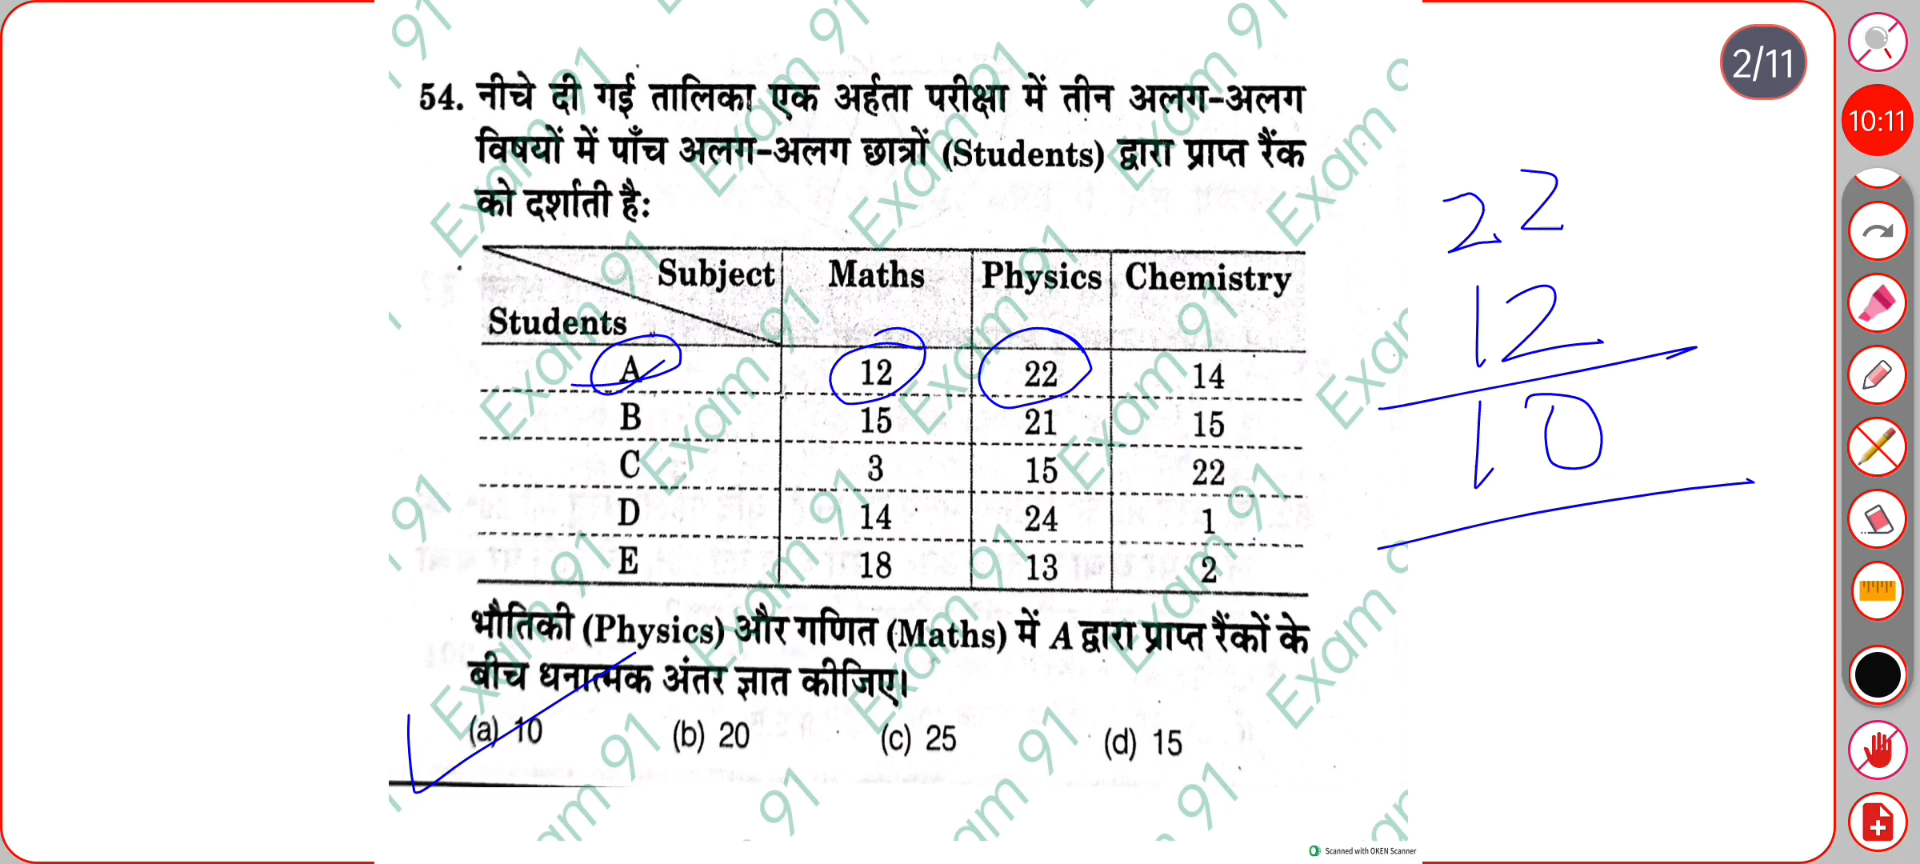 2/11
10:11
54. नीचे दी गई तालिका एक अर्हता परीक्षा में तीन अलग-अलग
विषयों में पाँच अलग-अलग छात्रों (Students) द्वारा प्राप्त रैंक
को दर्शाती हैः
Subject Maths Physics Chemistry
Students
A 12 22 14
B 15 21 15
C 3 15 22
D 14 24 1
E 18 13 2
भौतिकी (Physics) और गणित (Maths) में A द्वारा प्राप्त रैंकों के
बीच धनात्मक अंतर ज्ञात कीजिए।
(a) 10 (b) 20 (c) 25 (d) 15
22
12
10
Exam 91
Scanned with OKEN Scanner